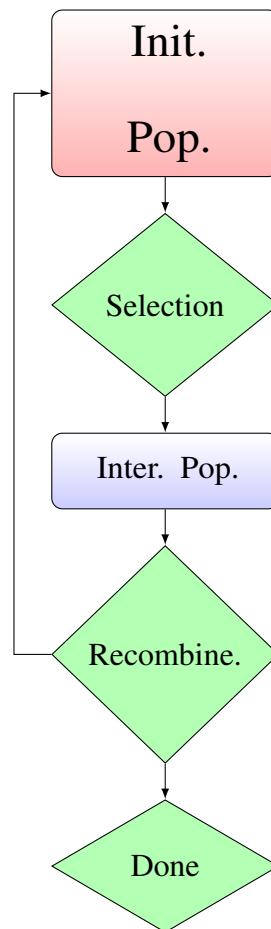 Init.
Pop.
Selection
Inter. Pop.
Recombine.
Done